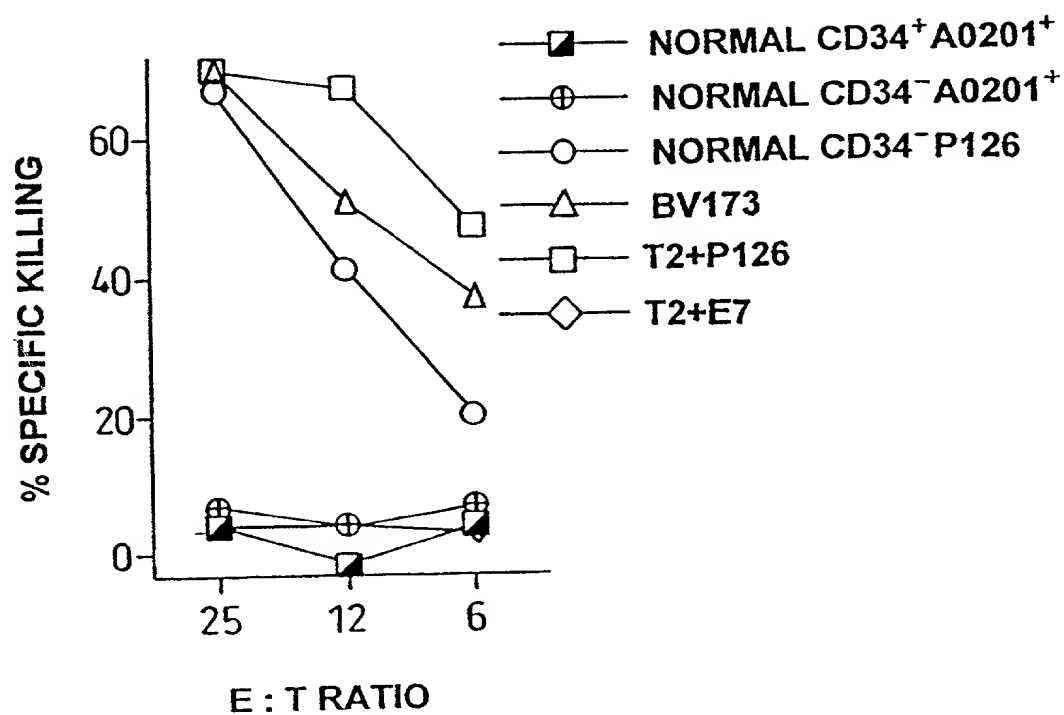 NORMAL CD34⁺A0201⁺
NORMAL CD34⁻A0201⁺
NORMAL CD34⁻P126
BV173
T2+P126
T2+E7
% SPECIFIC KILLING
60
40
20
0
25 12 6
E : T RATIO